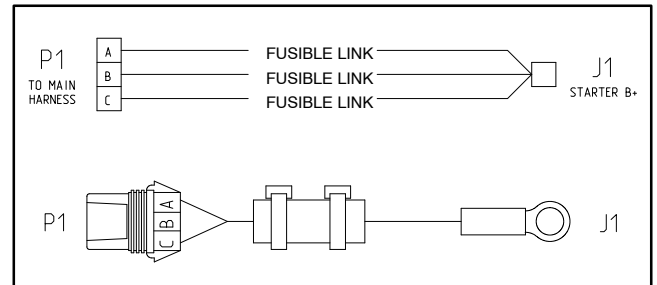 P1
TO MAIN
HARNESS
A
B
C
FUSIBLE LINK
FUSIBLE LINK
FUSIBLE LINK
J1
STARTER B+
P1
A
B
C
J1